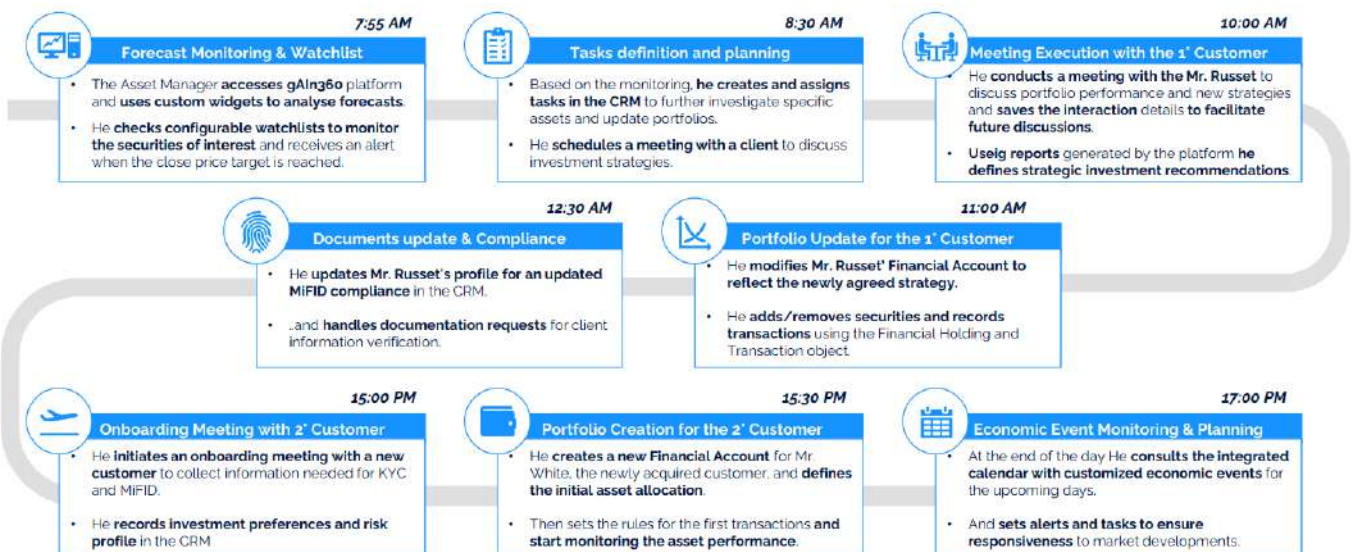 7:55 AM
Forecast Monitoring & Watchlist
• The Asset Manager accesses gAIn360 platform
and uses custom widgets to analyse forecasts.
• He checks configurable watchlists to monitor
the securities of interest and receives an alert
when the close price target is reached.
8:30 AM
Tasks definition and planning
• Based on the monitoring, he creates and assigns
tasks in the CRM to further investigate specific
assets and update portfolios.
• He schedules a meeting with a client to discuss
investment strategies.
10:00 AM
Meeting Execution with the 1° Customer
• He conducts a meeting with the Mr. Russet to
discuss portfolio performance and new strategies
and saves the interaction details to facilitate
future discussions.
• Useig reports generated by the platform he
defines strategic investment recommendations.
11:00 AM
Portfolio Update for the 1° Customer
• He modifies Mr. Russet' Financial Account to
reflect the newly agreed strategy.
• He adds/removes securities and records
transactions using the Financial Holding and
Transaction object.
12:30 AM
Documents update & Compliance
• He updates Mr. Russet's profile for an updated
MiFID compliance in the CRM.
• ..and handles documentation requests for client
information verification.
15:00 PM
Onboarding Meeting with 2° Customer
• He initiates an onboarding meeting with a new
customer to collect information needed for KYC
and MiFID.
• He records investment preferences and risk
profile in the CRM
15:30 PM
Portfolio Creation for the 2° Customer
• He creates a new Financial Account for Mr.
White, the newly acquired customer, and defines
the initial asset allocation.
• Then sets the rules for the first transactions and
start monitoring the asset performance.
17:00 PM
Economic Event Monitoring & Planning
• At the end of the day He consults the integrated
calendar with customized economic events for
the upcoming days.
• And sets alerts and tasks to ensure
responsiveness to market developments.